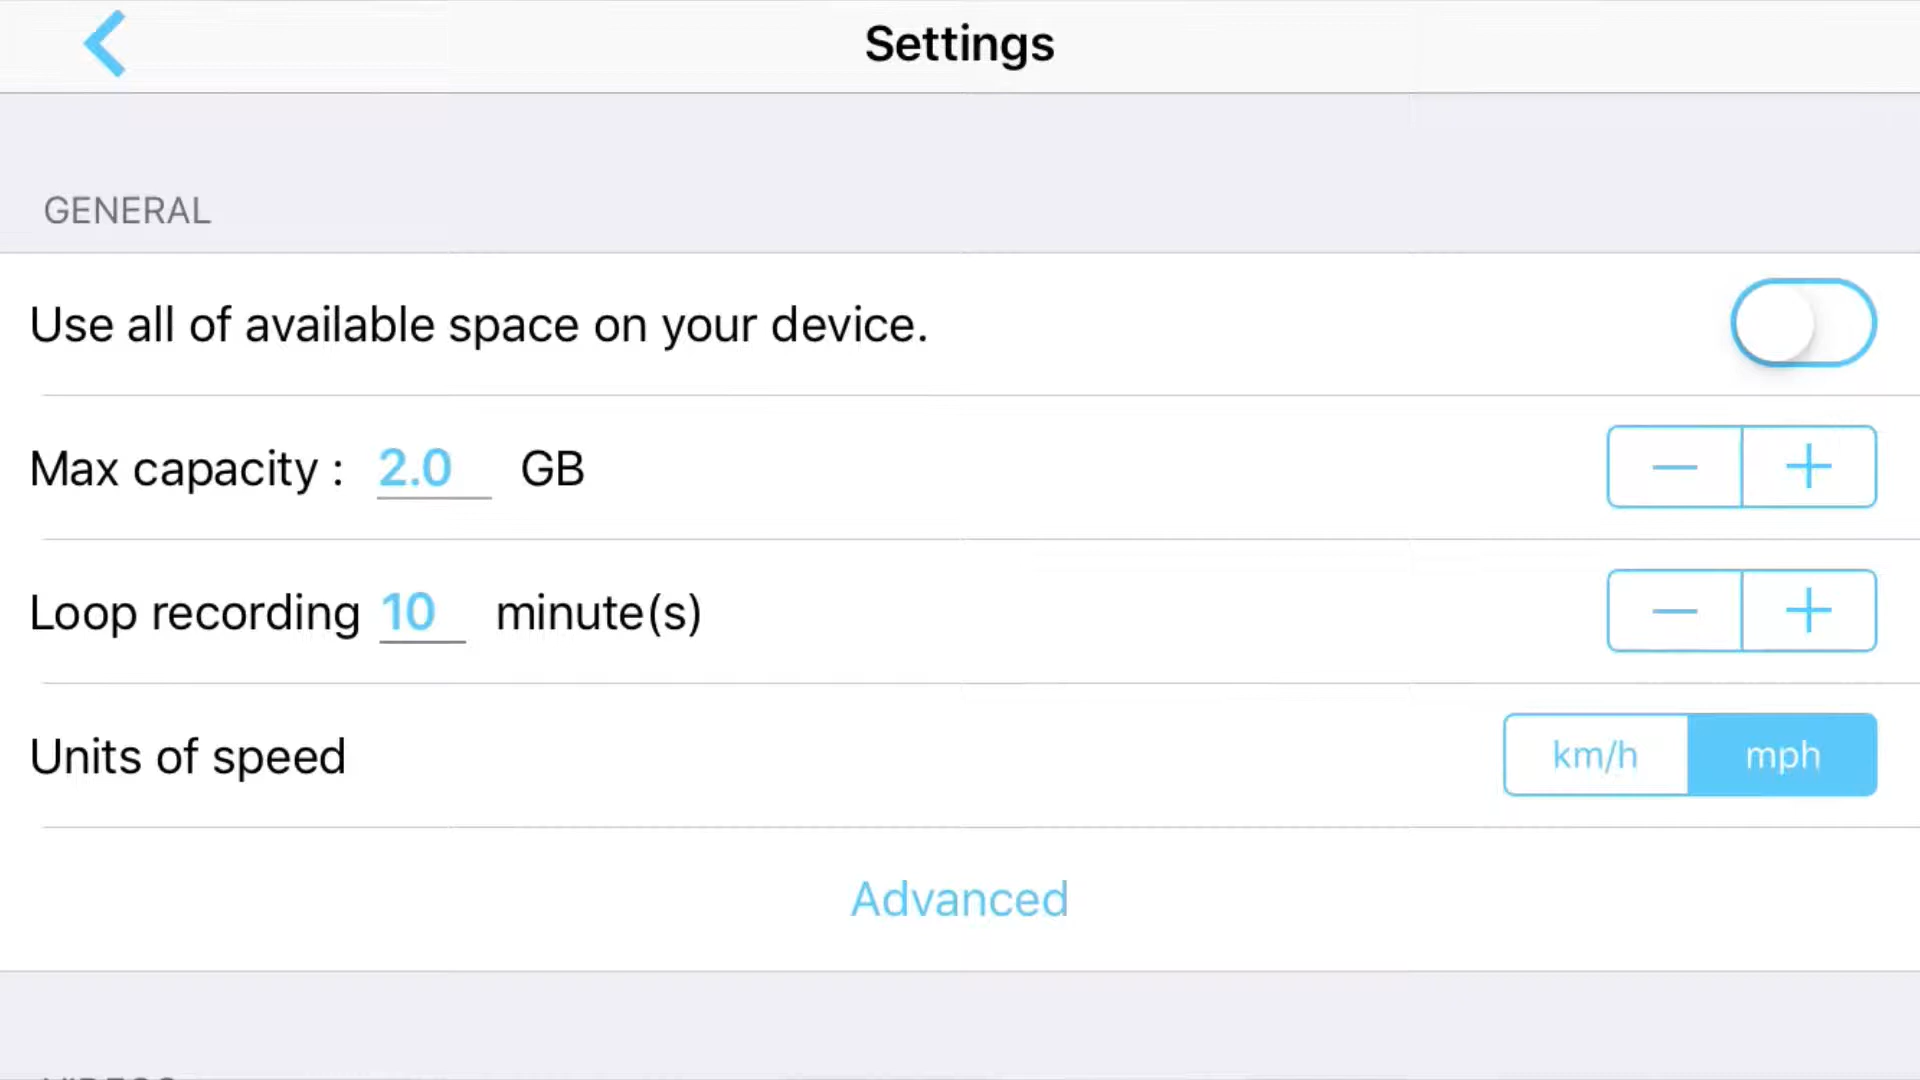 Settings
GENERAL
Use all of available space on your device.
Max capacity : 2.0 GB
Loop recording 10 minute(s)
Units of speed km/h mph
Advanced